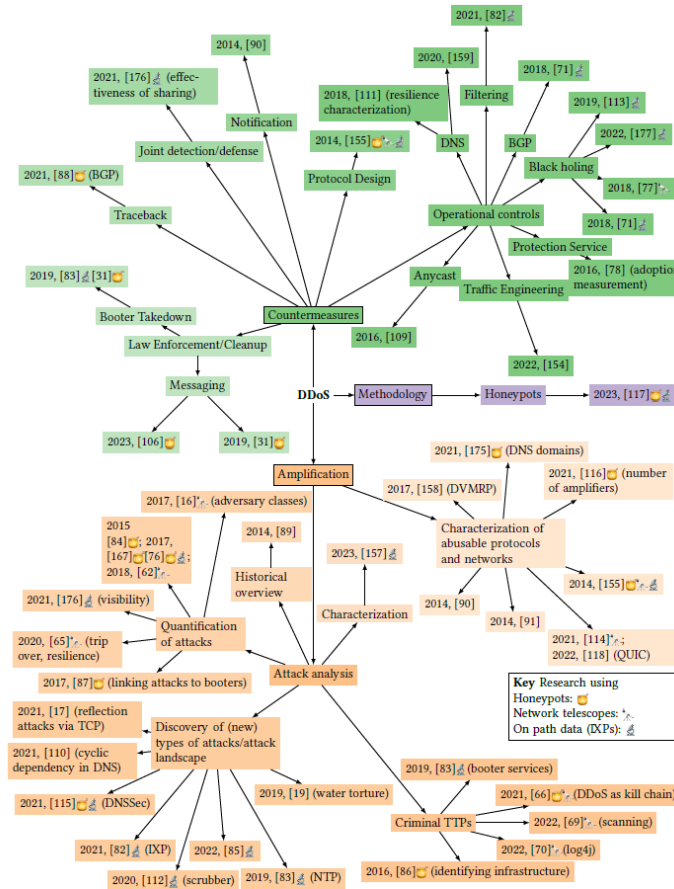 2021, [82]
2014, [90]
2020, [159]
2018, [71]
2021, [176] (effec-
tiveness of sharing)
2018, [111] (resilience
characterization)
Filtering
2019, [113]
Notification
DNS
BGP
2022, [177]
2014, [155]
Joint detection/defense
Black holing
2021, [88] (BGP)
Protocol Design
2018, [77]
Traceback
Operational controls
2018, [71]
Protection Service
2019, [83] [31]
Anycast
2016, [78] (adoption
measurement)
Traffic Engineering
Booter Takedown
Countermeasures
Law Enforcement/Cleanup
2016, [109]
2022, [154]
Messaging
DDoS
Methodology
Honeypots
2023, [117]
2023, [106]
2019, [31]
Amplification
2021, [175] (DNS domains)
2017, [16] (adversary classes)
2017, [158] (DVMRP)
2021, [116] (number
of amplifiers)
2015
[84]; 2017,
[167] [76];
2018, [62]
2014, [89]
Characterization of
abusable protocols
and networks
2023, [157]
Historical
overview
2014, [155]
2021, [176] (visibility)
2014, [90]
Characterization
2014, [91]
Quantification
of attacks
2020, [65] (trip
over, resilience)
2021, [114];
2022, [118] (QUIC)
2017, [87] (linking attacks to booters)
Attack analysis
Key Research using
Honeypots:
Network telescopes:
On path data (IXPs):
2021, [17] (reflection
attacks via TCP)
Discovery of (new)
types of attacks/attack
landscape
2021, [110] (cyclic
dependency in DNS)
2019, [83] (booter services)
2019, [19] (water torture)
2021, [66] (DDoS as kill chain)
2021, [115] (DNSSec)
Criminal TTPs
2022, [69] (scanning)
2021, [82] (IXP)
2022, [85]
2022, [70] (log4j)
2020, [112] (scrubber)
2019, [83] (NTP)
2016, [86] (identifying infrastructure)